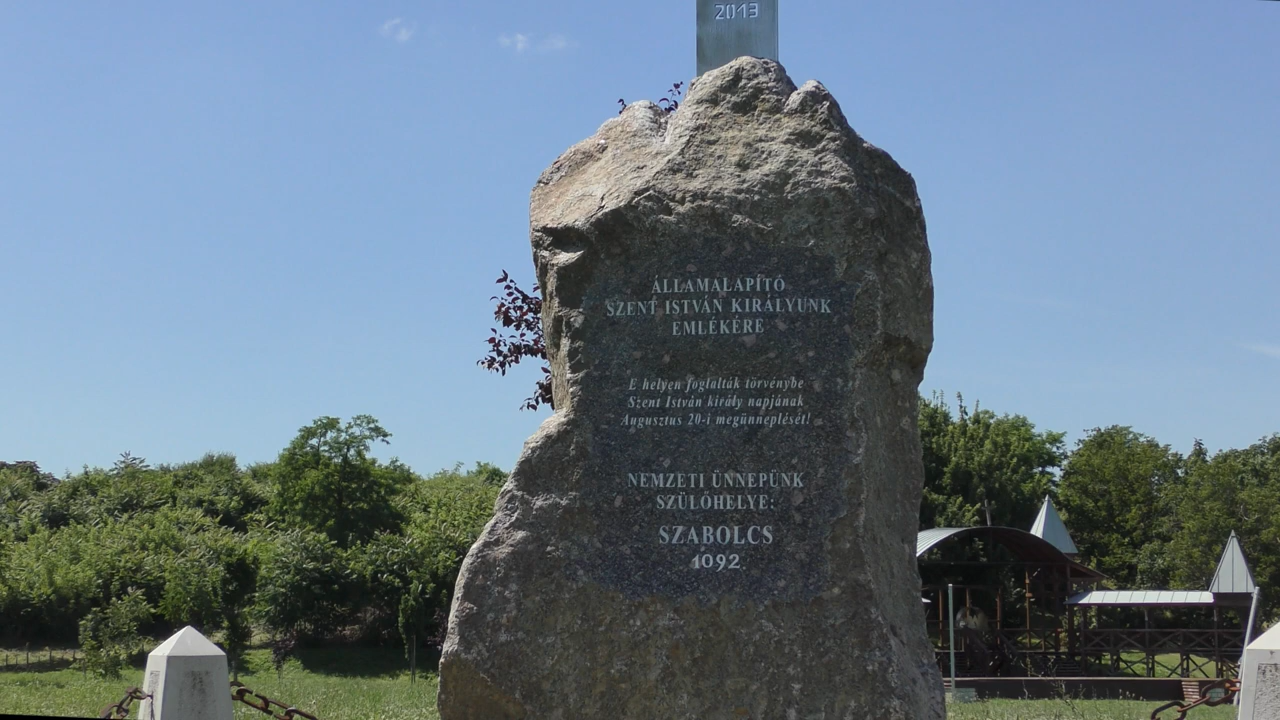 2013
ÁLLAMALAPÍTÓ
SZENT ISTVÁN KIRÁLYUNK
EMLÉKÉRE
E helyen foglalták törvénybe
Szent István király napjának
Augusztus 20-i megünneplését!
NEMZETI ÜNNEPÜNK
SZÜLŐHELYE:
SZABOLCS
1092.